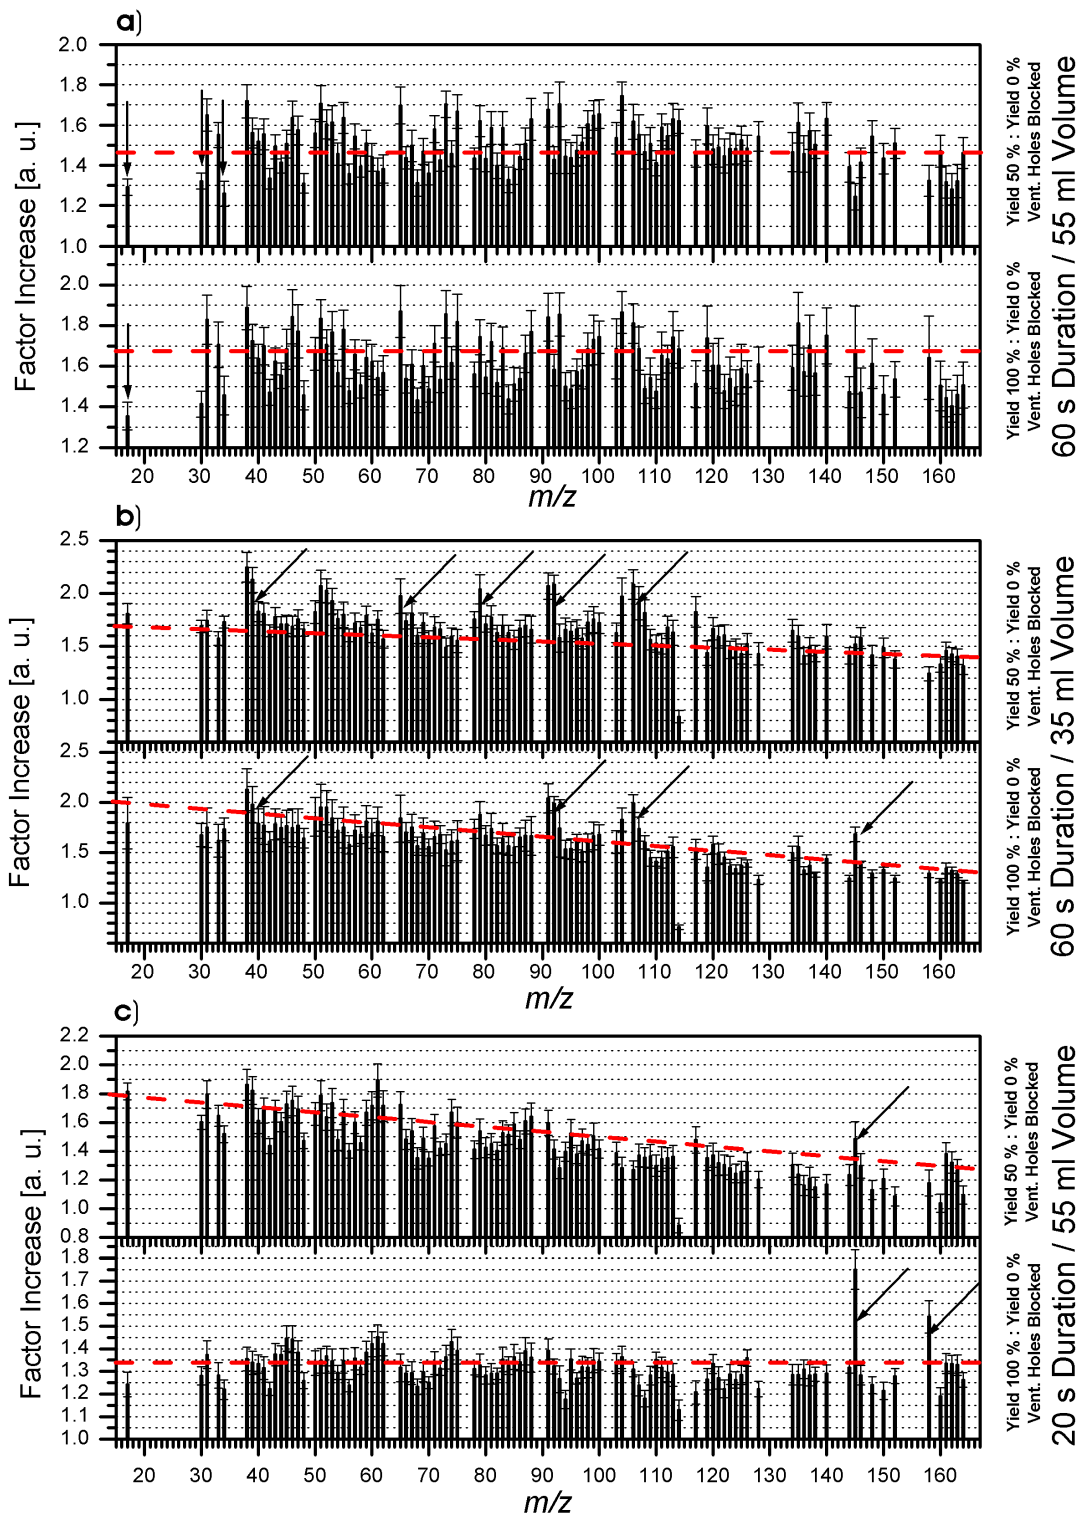 a)
2.0
1.8
1.6
1.4
1.2
1.0
2.0
1.8
1.6
1.4
1.2
Factor Increase [a. u.]
20 30 40 50 60 70 80 90 100 110 120 130 140 150 160
m/z
Yield 50 % : Yield 0 %
Vent. Holes Blocked
Yield 100 % : Yield 0 %
Vent. Holes Blocked
60 s Duration / 55 ml Volume
b)
2.5
2.0
1.5
1.0
2.5
2.0
1.5
1.0
Factor Increase [a. u.]
20 30 40 50 60 70 80 90 100 110 120 130 140 150 160
m/z
Yield 50 % : Yield 0 %
Vent. Holes Blocked
Yield 100 % : Yield 0 %
Vent. Holes Blocked
60 s Duration / 35 ml Volume
c)
2.2
2.0
1.8
1.6
1.4
1.2
1.0
0.8
1.8
1.7
1.6
1.5
1.4
1.3
1.2
1.1
1.0
Factor Increase [a. u.]
20 30 40 50 60 70 80 90 100 110 120 130 140 150 160
m/z
Yield 50 % : Yield 0 %
Vent. Holes Blocked
Yield 100 % : Yield 0 %
Vent. Holes Blocked
20 s Duration / 55 ml Volume